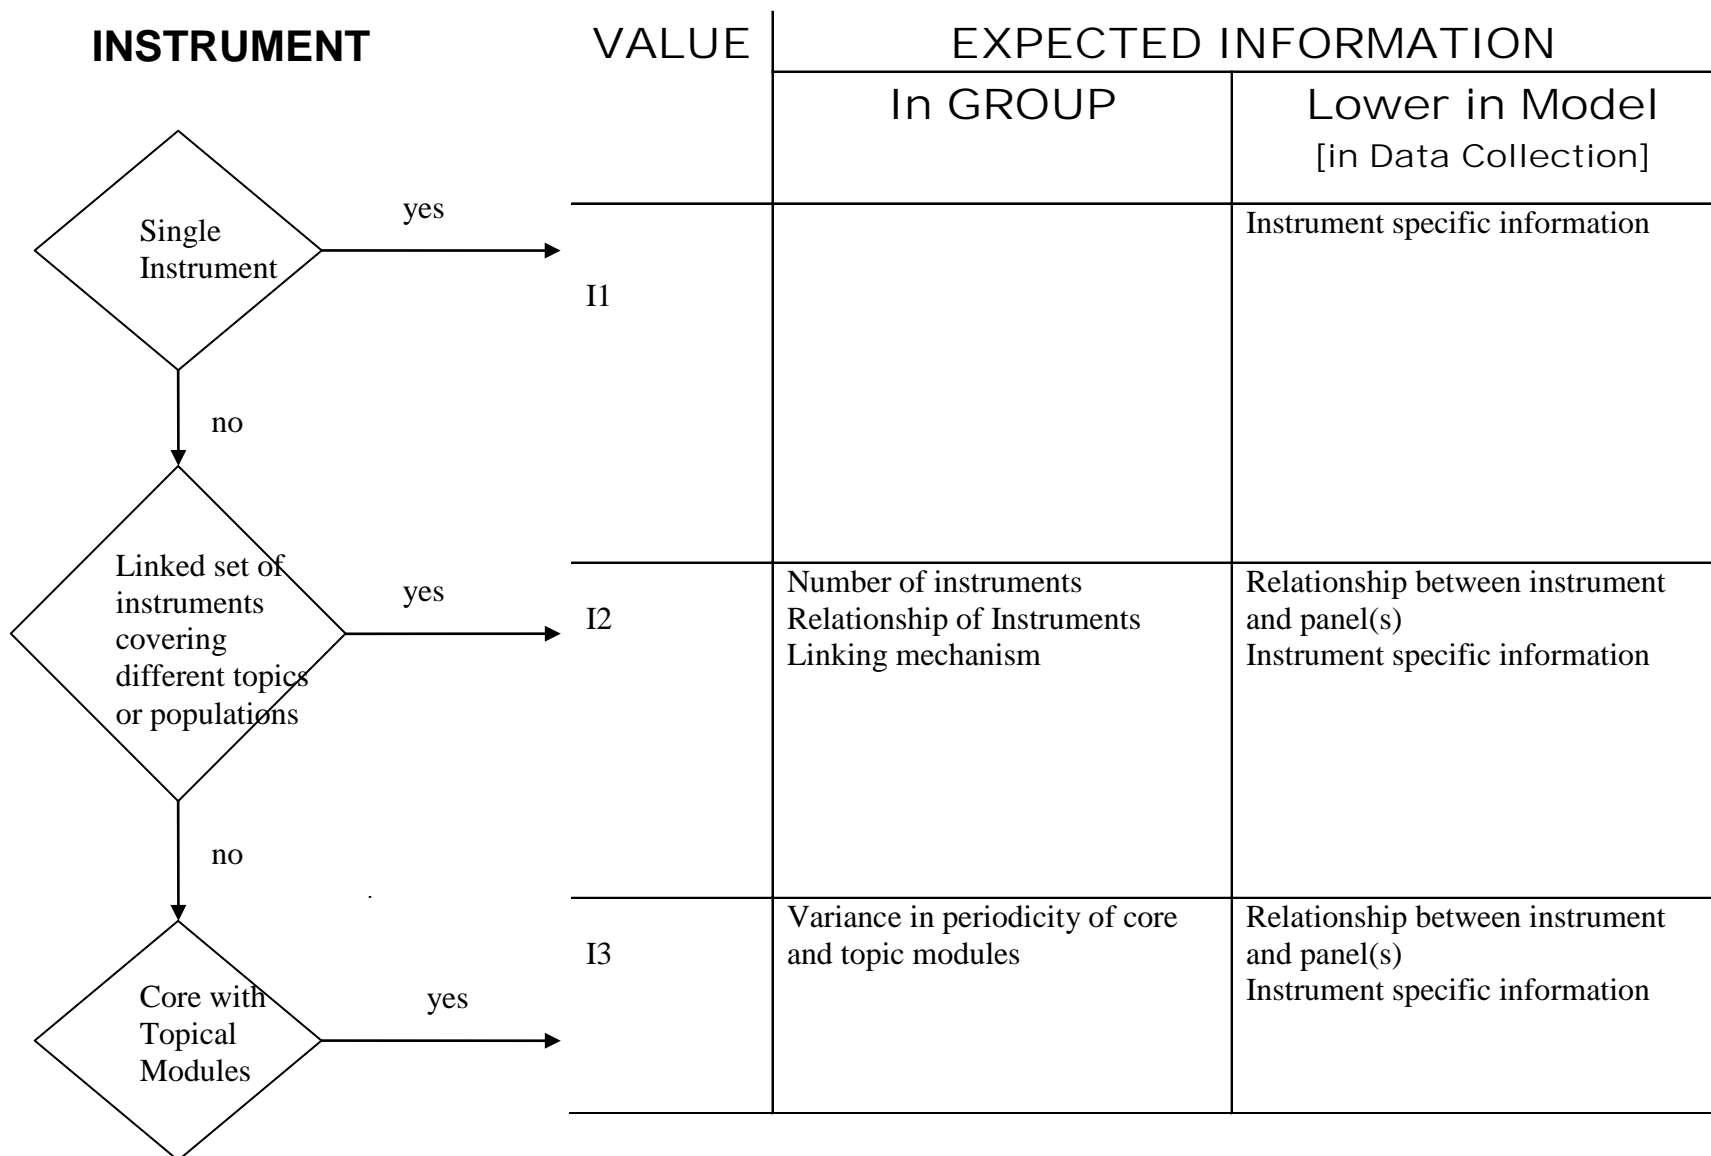 INSTRUMENT
VALUE
EXPECTED INFORMATION
In GROUP
Lower in Model
[in Data Collection]
Single
Instrument
yes
I1
Instrument specific information
no
Linked set of
instruments
covering
different topics
or populations
yes
I2
Number of instruments
Relationship of Instruments
Linking mechanism
Relationship between instrument
and panel(s)
Instrument specific information
no
Core with
Topical
Modules
yes
I3
Variance in periodicity of core
and topic modules
Relationship between instrument
and panel(s)
Instrument specific information